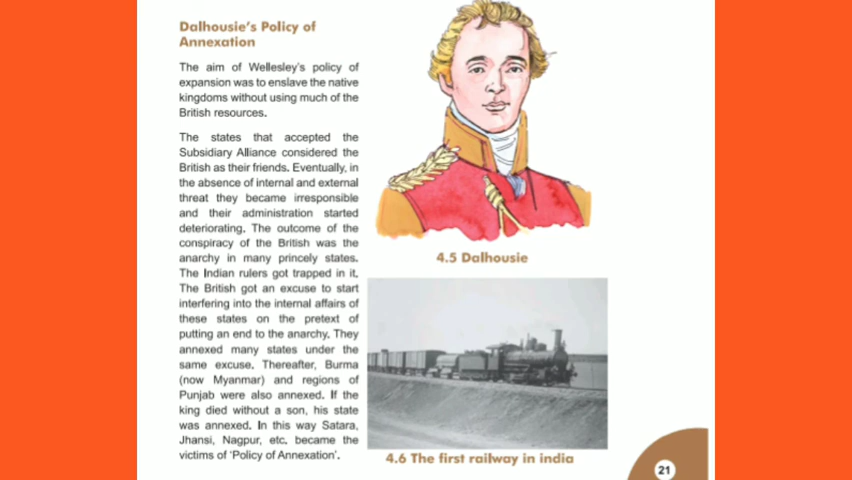 Dalhousie's Policy of
Annexation
The aim of Wellesley's policy of
expansion was to enslave the native
kingdoms without using much of the
British resources.
The states that accepted the
Subsidiary Alliance considered the
British as their friends. Eventually, in
the absence of internal and external
threat they became irresponsible
and their administration started
deteriorating. The outcome of the
conspiracy of the British was the
anarchy in many princely states.
The Indian rulers got trapped in it.
The British got an excuse to start
interfering into the internal affairs of
these states on the pretext of
putting an end to the anarchy. They
annexed many states under the
same excuse. Thereafter, Burma
(now Myanmar) and regions of
Punjab were also annexed. If the
king died without a son, his state
was annexed. In this way Satara,
Jhansi, Nagpur, etc. became the
victims of 'Policy of Annexation'.
4.5 Dalhousie
4.6 The first railway in india
21